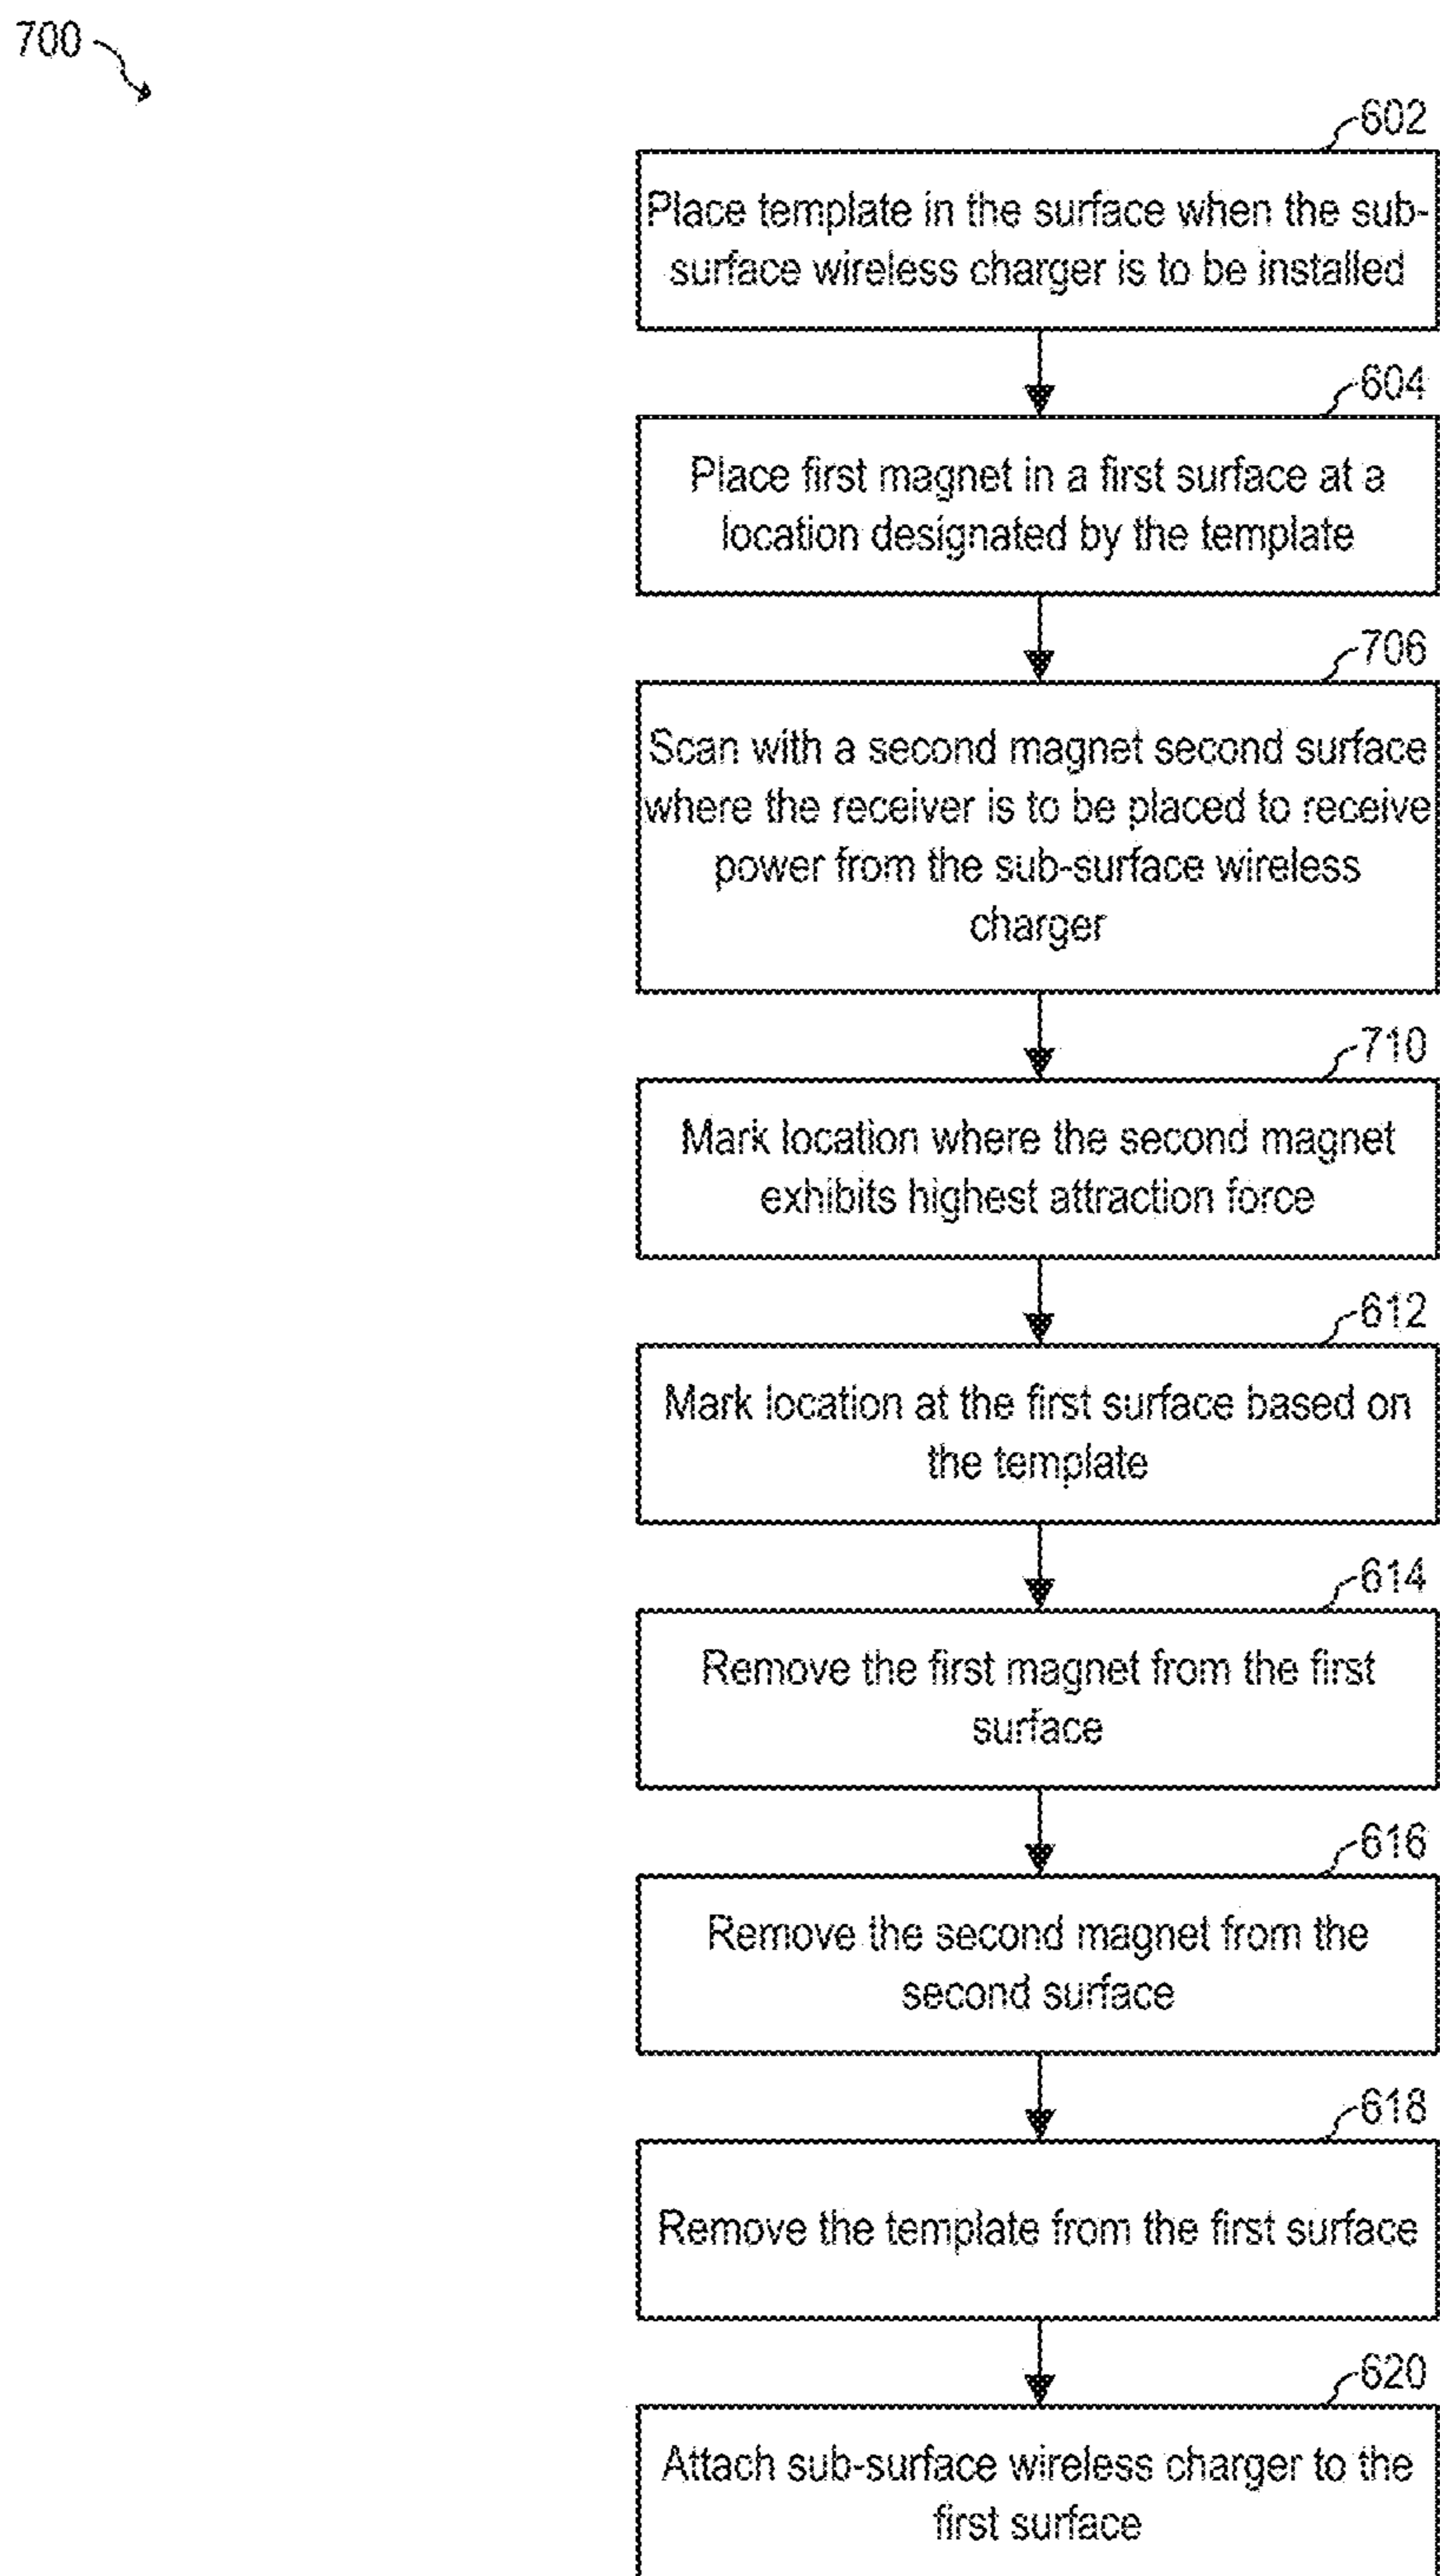 700
602
Place template in the surface when the sub-
surface wireless charger is to be installed
604
Place first magnet in a first surface at a
location designated by the template
706
Scan with a second magnet second surface
where the receiver is to be placed to receive
power from the sub-surface wireless
charger
710
Mark location where the second magnet
exhibits highest attraction force
612
Mark location at the first surface based on
the template
614
Remove the first magnet from the first
surface
616
Remove the second magnet from the
second surface
618
Remove the template from the first surface
620
Attach sub-surface wireless charger to the
first surface